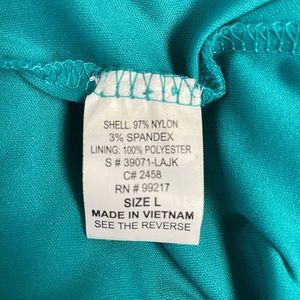 SHELL: 97% NYLON
3% SPANDEX
LINING: 100% POLYESTER
S # 39071-LAJK
C# 2458
RN # 99217
SIZE L
MADE IN VIETNAM
SEE THE REVERSE